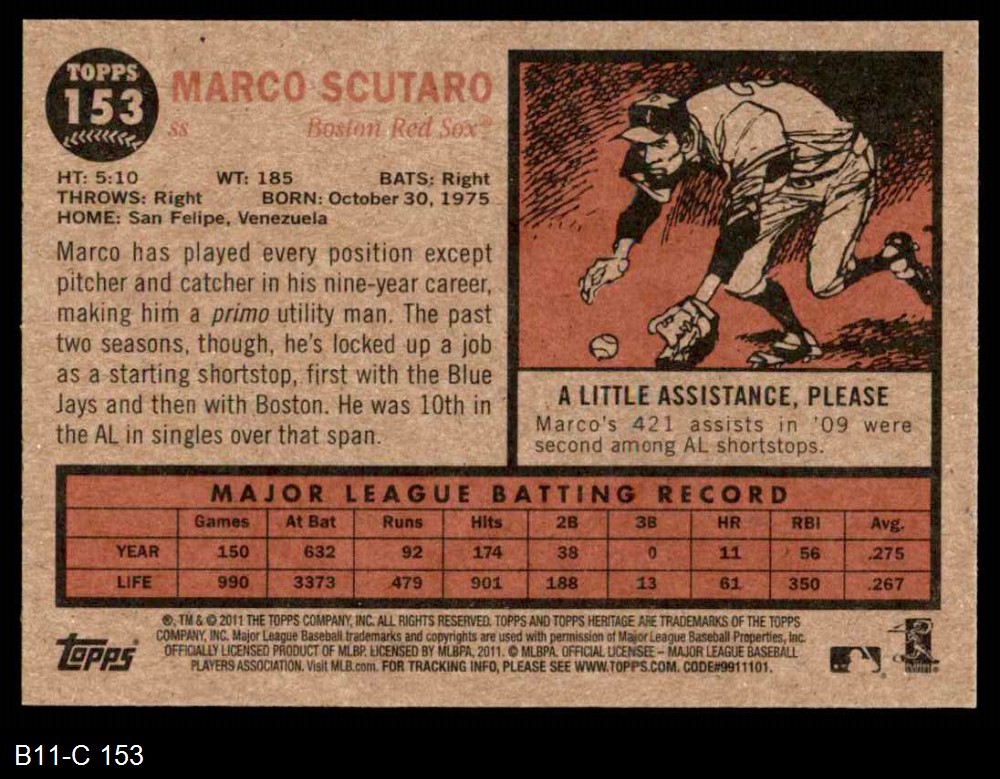 TOPPS
153
MARCO SCUTARO
ss Boston Red Sox®
HT: 5:10 WT: 185 BATS: Right
THROWS: Right BORN: October 30, 1975
HOME: San Felipe, Venezuela
Marco has played every position except
pitcher and catcher in his nine-year career,
making him a primo utility man. The past
two seasons, though, he's locked up a job
as a starting shortstop, first with the Blue
Jays and then with Boston. He was 10th in
the AL in singles over that span.
A LITTLE ASSISTANCE, PLEASE
Marco's 421 assists in '09 were
second among AL shortstops.
MAJOR LEAGUE BATTING RECORD
Games At Bat Runs Hits 2B 3B HR RBI Avg.
YEAR 150 632 92 174 38 0 11 56 .275
LIFE 990 3373 479 901 188 13 61 350 .267
®, TM & © 2011 THE TOPPS COMPANY, INC. ALL RIGHTS RESERVED. TOPPS AND TOPPS HERITAGE ARE TRADEMARKS OF THE TOPPS
COMPANY, INC. Major League Baseball trademarks and copyrights are used with permission of Major League Baseball Properties, Inc.
OFFICIALLY LICENSED PRODUCT OF MLBP. LICENSED BY MLBPA, 2011. © MLBPA. OFFICIAL LICENSEE – MAJOR LEAGUE BASEBALL
PLAYERS ASSOCIATION. Visit MLB.com. FOR TRACKING INFO, PLEASE SEE WWW.TOPPS.COM. CODE#9911101.
topps
B11-C 153